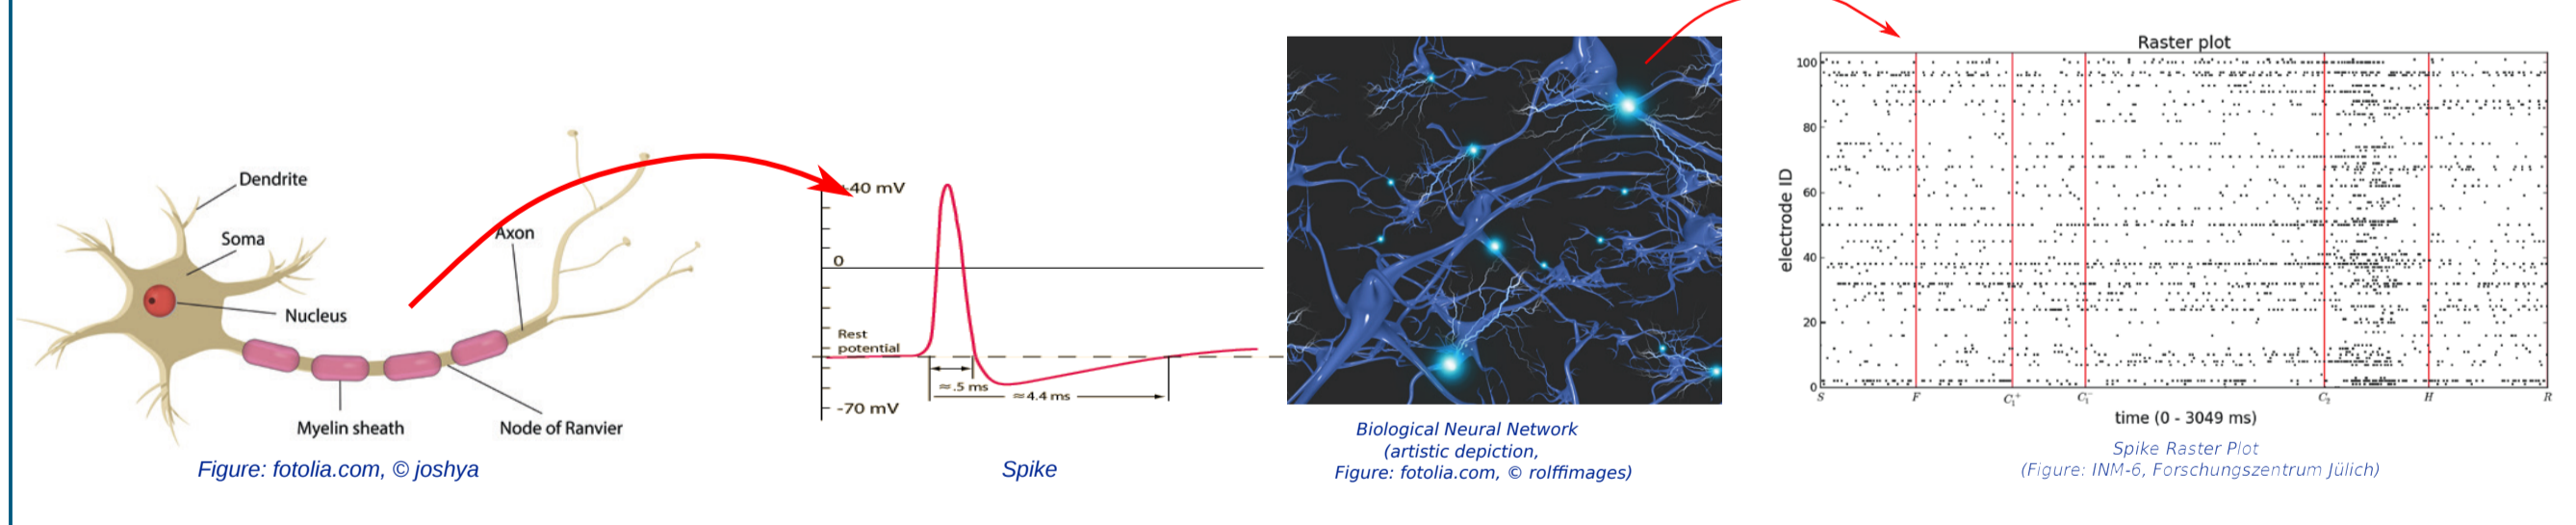 Dendrite
Soma
Nucleus
Axon
Myelin sheath
Node of Ranvier
Figure: fotolia.com, © joshya
+40 mV
0
Rest
potential
≈.5 ms
≈4.4 ms
-70 mV
Spike
Biological Neural Network
(artistic depiction,
Figure: fotolia.com, © rolffimages)
Raster plot
100
80
60
40
20
0
electrode ID
S F C₁⁺ C₁⁻ C₂ H R
time (0 - 3049 ms)
Spike Raster Plot
(Figure: INM-6, Forschungszentrum Jülich)